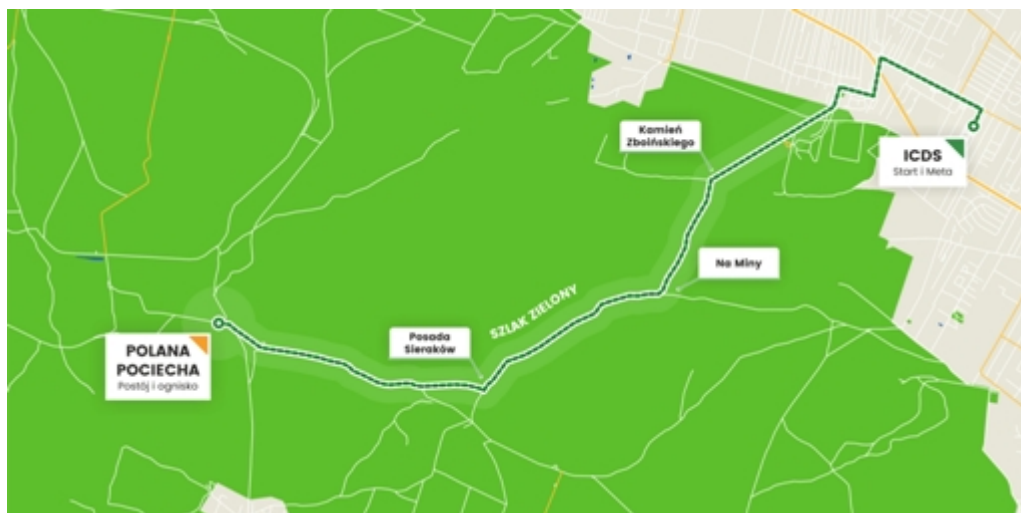 Kamień
Zboińskiego
ICDS
Start i Meta
Na Miny
SZLAK ZIELONY
Posada
Sieraków
POLANA
POCIECHA
Postój i ognisko